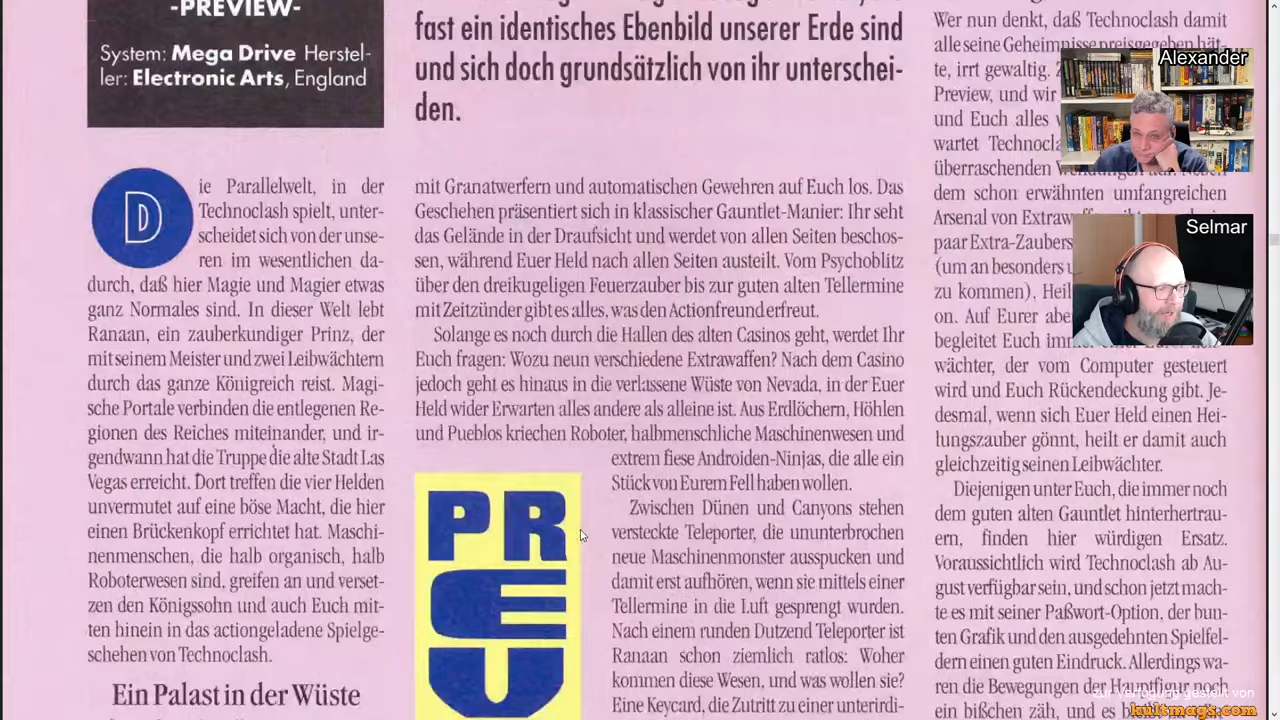 -PREVIEW-
System: Mega Drive Herstel-
ler: Electronic Arts, England
fast ein identisches Ebenbild unserer Erde sind
und sich doch grundsätzlich von ihr unterschei-
den.
Die Parallelwelt, in der
Technoclash spielt, unter-
scheidet sich von der unse-
ren im wesentlichen da-
durch, daß hier Magie und Magier etwas
ganz Normales sind. In dieser Welt lebt
Ranaan, ein zauberkundiger Prinz, der
mit seinem Meister und zwei Leibwächtern
durch das ganze Königreich reist. Magi-
sche Portale verbinden die entlegenen Re-
gionen des Reiches miteinander, und ir-
gendwann hat die Truppe die alte Stadt Las
Vegas erreicht. Dort treffen die vier Helden
unvermutet auf eine böse Macht, die hier
einen Brückenkopf errichtet hat. Maschi-
nenmenschen, die halb organisch, halb
Roboterwesen sind, greifen an und verset-
zen den Königssohn und auch Euch mit-
ten hinein in das actiongeladene Spielge-
schehen von Technoclash.
Ein Palast in der Wüste
mit Granatwerfern und automatischen Gewehren auf Euch los. Das
Geschehen präsentiert sich in klassischer Gauntlet-Manier: Ihr seht
das Gelände in der Draufsicht und werdet von allen Seiten beschos-
sen, während Euer Held nach allen Seiten austeilt. Vom Psychoblitz
über den dreikugeligen Feuerzauber bis zur guten alten Tellermine
mit Zeitzünder gibt es alles, was den Actionfreund erfreut.
Solange es noch durch die Hallen des alten Casinos geht, werdet Ihr
Euch fragen: Wozu neun verschiedene Extrawaffen? Nach dem Casino
jedoch geht es hinaus in die verlassene Wüste von Nevada, in der Euer
Held wider Erwarten alles andere als alleine ist. Aus Erdlöchern, Höhlen
und Pueblos kriechen Roboter, halbmenschliche Maschinenwesen und
extrem fiese Androiden-Ninjas, die alle ein
Stück von Eurem Fell haben wollen.
Zwischen Dünen und Canyons stehen
versteckte Teleporter, die ununterbrochen
neue Maschinenmonster ausspucken und
damit erst aufhören, wenn sie mittels einer
Tellermine in die Luft gesprengt wurden.
Nach einem runden Dutzend Teleporter ist
Ranaan schon ziemlich ratlos: Woher
kommen diese Wesen, und was wollen sie?
Eine Keycard, die Zutritt zu einer unterirdi-
PR
E
U
Wer nun denkt, daß Technoclash damit
alle seine Geheimnisse preisgegeben hät-
te, irrt gewaltig.
Preview, und wir
und Euch alles
wartet Technocla
überraschenden
dem schon erwähnten umfangreichen
Arsenal von
paar Extra-Zaubers
(um an besonders
zu kommen), Heil
on. Auf Eurer abe
begleitet Euch
wächter, der vom Computer gesteuert
wird und Euch Rückendeckung gibt. Je-
desmal, wenn sich Euer Held einen Hei-
lungszauber gönnt, heilt er damit auch
gleichzeitig seinen Leibwächter.
Diejenigen unter Euch, die immer noch
dem guten alten Gauntlet hinterhertrau-
ern, finden hier würdigen Ersatz.
Voraussichtlich wird Technoclash ab Au-
gust verfügbar sein, und schon jetzt mach-
te es mit seiner Paßwort-Option, der bun-
ten Grafik und den ausgedehnten Spielfel-
dern einen guten Eindruck. Allerdings wa-
ren die Bewegungen der Hauptfigur noch
ein bißchen zäh, und es
Alexander
Selmar
zur Verfügung gestellt von
kultmags.com